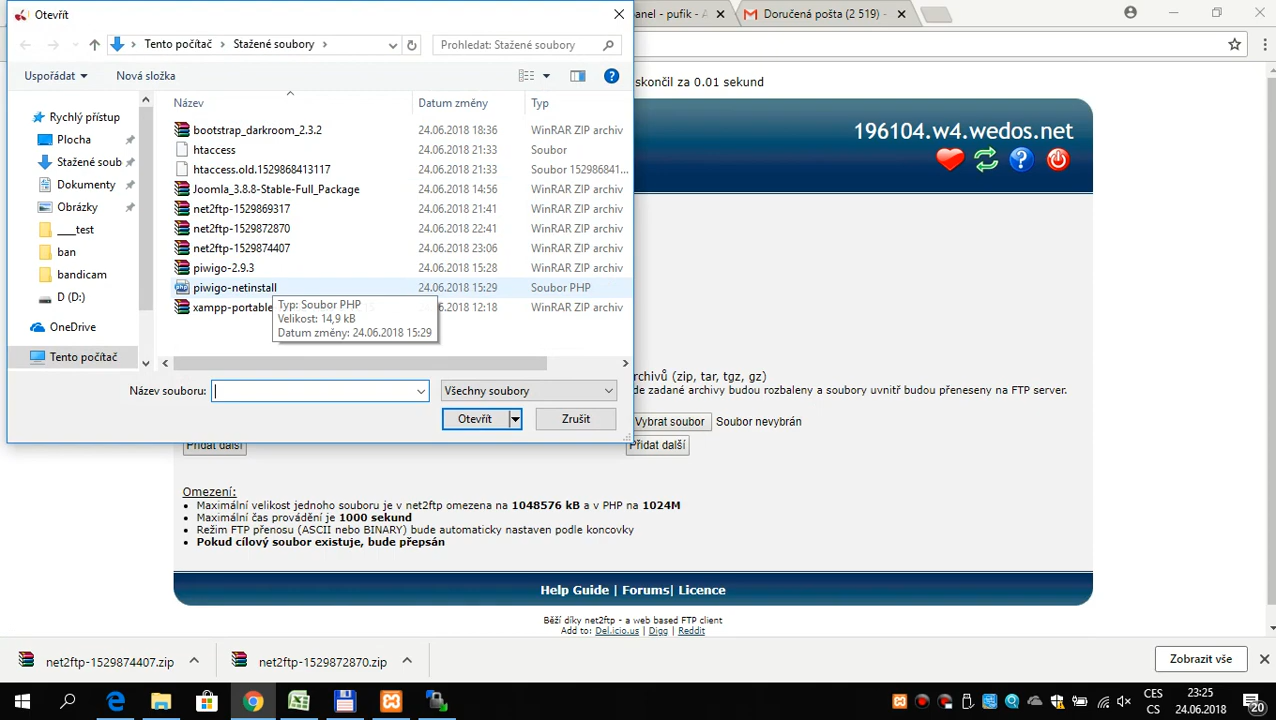 Otevřít
Tento počítač
Stažené soubory
Prohledat: Stažené soubory
Uspořádat
Nová složka
Rychlý přístup
Plocha
Stažené soub
Dokumenty
Obrázky
___test
ban
bandicam
D (D:)
OneDrive
Tento počítač
Název
Datum změny
Typ
bootstrap_darkroom_2.3.2
24.06.2018 18:36
WinRAR ZIP archiv
htaccess
24.06.2018 21:33
Soubor
htaccess.old.1529868413117
24.06.2018 21:33
Soubor 152986841...
Joomla_3.8.8-Stable-Full_Package
24.06.2018 14:56
WinRAR ZIP archiv
net2ftp-1529869317
24.06.2018 21:41
WinRAR ZIP archiv
net2ftp-1529872870
24.06.2018 22:41
WinRAR ZIP archiv
net2ftp-1529874407
24.06.2018 23:06
WinRAR ZIP archiv
piwigo-2.9.3
24.06.2018 15:28
WinRAR ZIP archiv
piwigo-netinstall
24.06.2018 15:29
Soubor PHP
xampp-portable
24.06.2018 12:18
WinRAR ZIP archiv
Typ: Soubor PHP
Velikost: 14,9 kB
Datum změny: 24.06.2018 15:29
Název souboru:
Všechny soubory
Otevřít
Zrušit
anel - pufik - A
Doručená pošta (2 519) -
skončil za 0.01 sekund
196104.w4.wedos.net
rchivů (zip, tar, tgz, gz)
de zadané archivy budou rozbaleny a soubory uvnitř budou přeneseny na FTP server.
Vybrat soubor
Soubor nevybrán
Přidat další
Přidat další
Omezení:
Maximální velikost jednoho souboru je v net2ftp omezena na 1048576 kB a v PHP na 1024M
Maximální čas provádění je 1000 sekund
Režim FTP přenosu (ASCII nebo BINARY) bude automaticky nastaven podle koncovky
Pokud cílový soubor existuje, bude přepsán
Help Guide | Forums| Licence
Běží díky net2ftp - a web based FTP client
Add to: Del.icio.us | Digg | Reddit
net2ftp-1529874407.zip
net2ftp-1529872870.zip
Zobrazit vše
CES
CS
23:25
24.06.2018
20